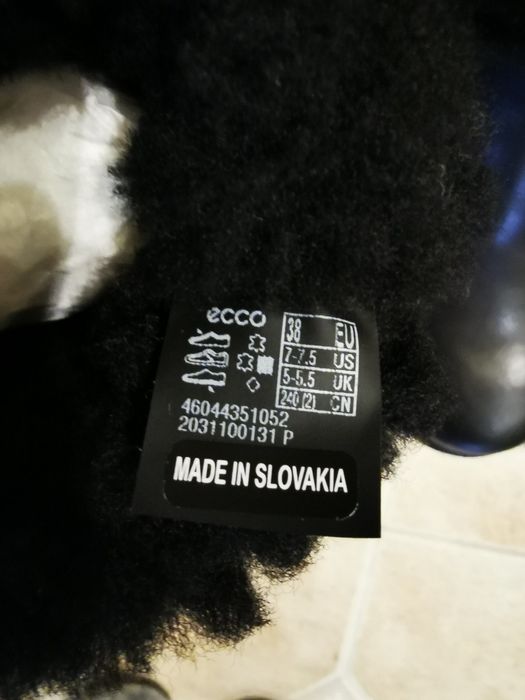 ecco
38 EU
7-7.5 US
5-5.5 UK
240 (2) CN
46044351052
2031100131 P
MADE IN SLOVAKIA